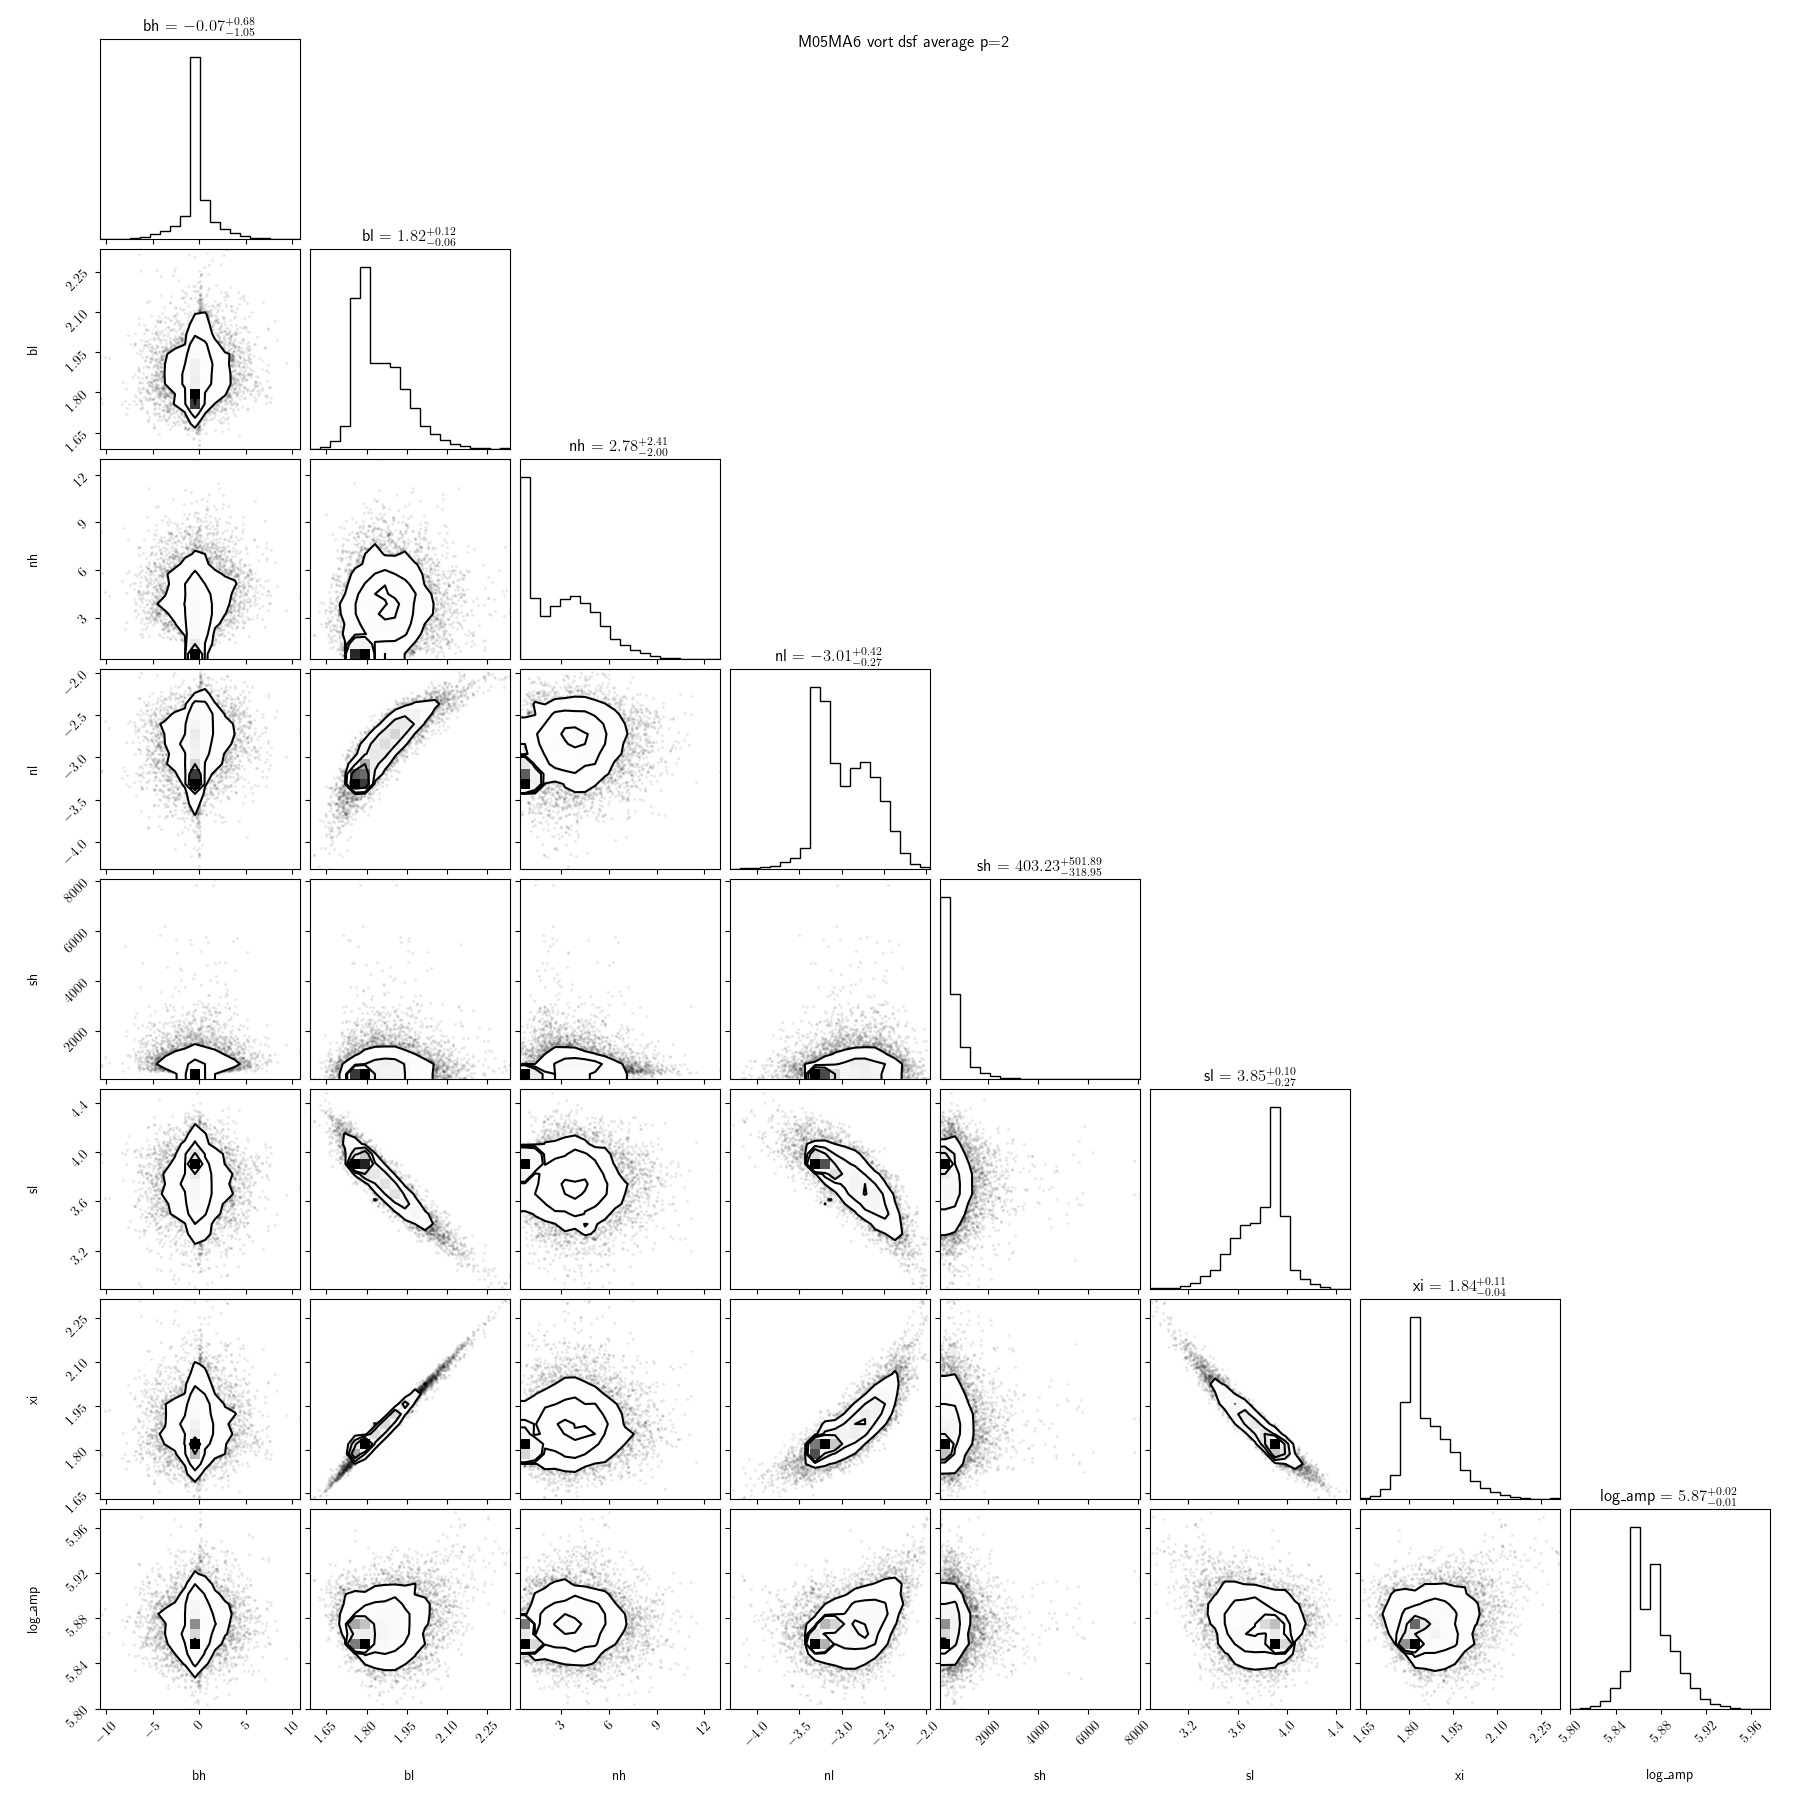 bh = −0.07+0.68 −1.05
M05MA6 vort dsf average p=2
bl = 1.82+0.12 −0.06
bl
2.25
2.10
1.95
1.80
1.65
nh = 2.78+2.41 −2.00
nh
12
9
6
3
nl = −3.01+0.42 −0.27
nl
−2.0
−2.5
−3.0
−3.5
−4.0
sh = 403.23+501.89 −318.95
sh
8000
6000
4000
2000
sl = 3.85+0.10 −0.27
sl
4.4
4.0
3.6
3.2
xi = 1.84+0.11 −0.04
xi
2.25
2.10
1.95
1.80
1.65
log_amp = 5.87+0.02 −0.01
log_amp
5.96
5.92
5.88
5.84
5.80
−10 −5 0 5 10
1.65 1.80 1.95 2.10 2.25
3 6 9 12
−4.0 −3.5 −3.0 −2.5 −2.0
2000 4000 6000 8000
3.2 3.6 4.0 4.4
1.65 1.80 1.95 2.10 2.25
5.80 5.84 5.88 5.92 5.96
bh bl nh nl sh sl xi log_amp